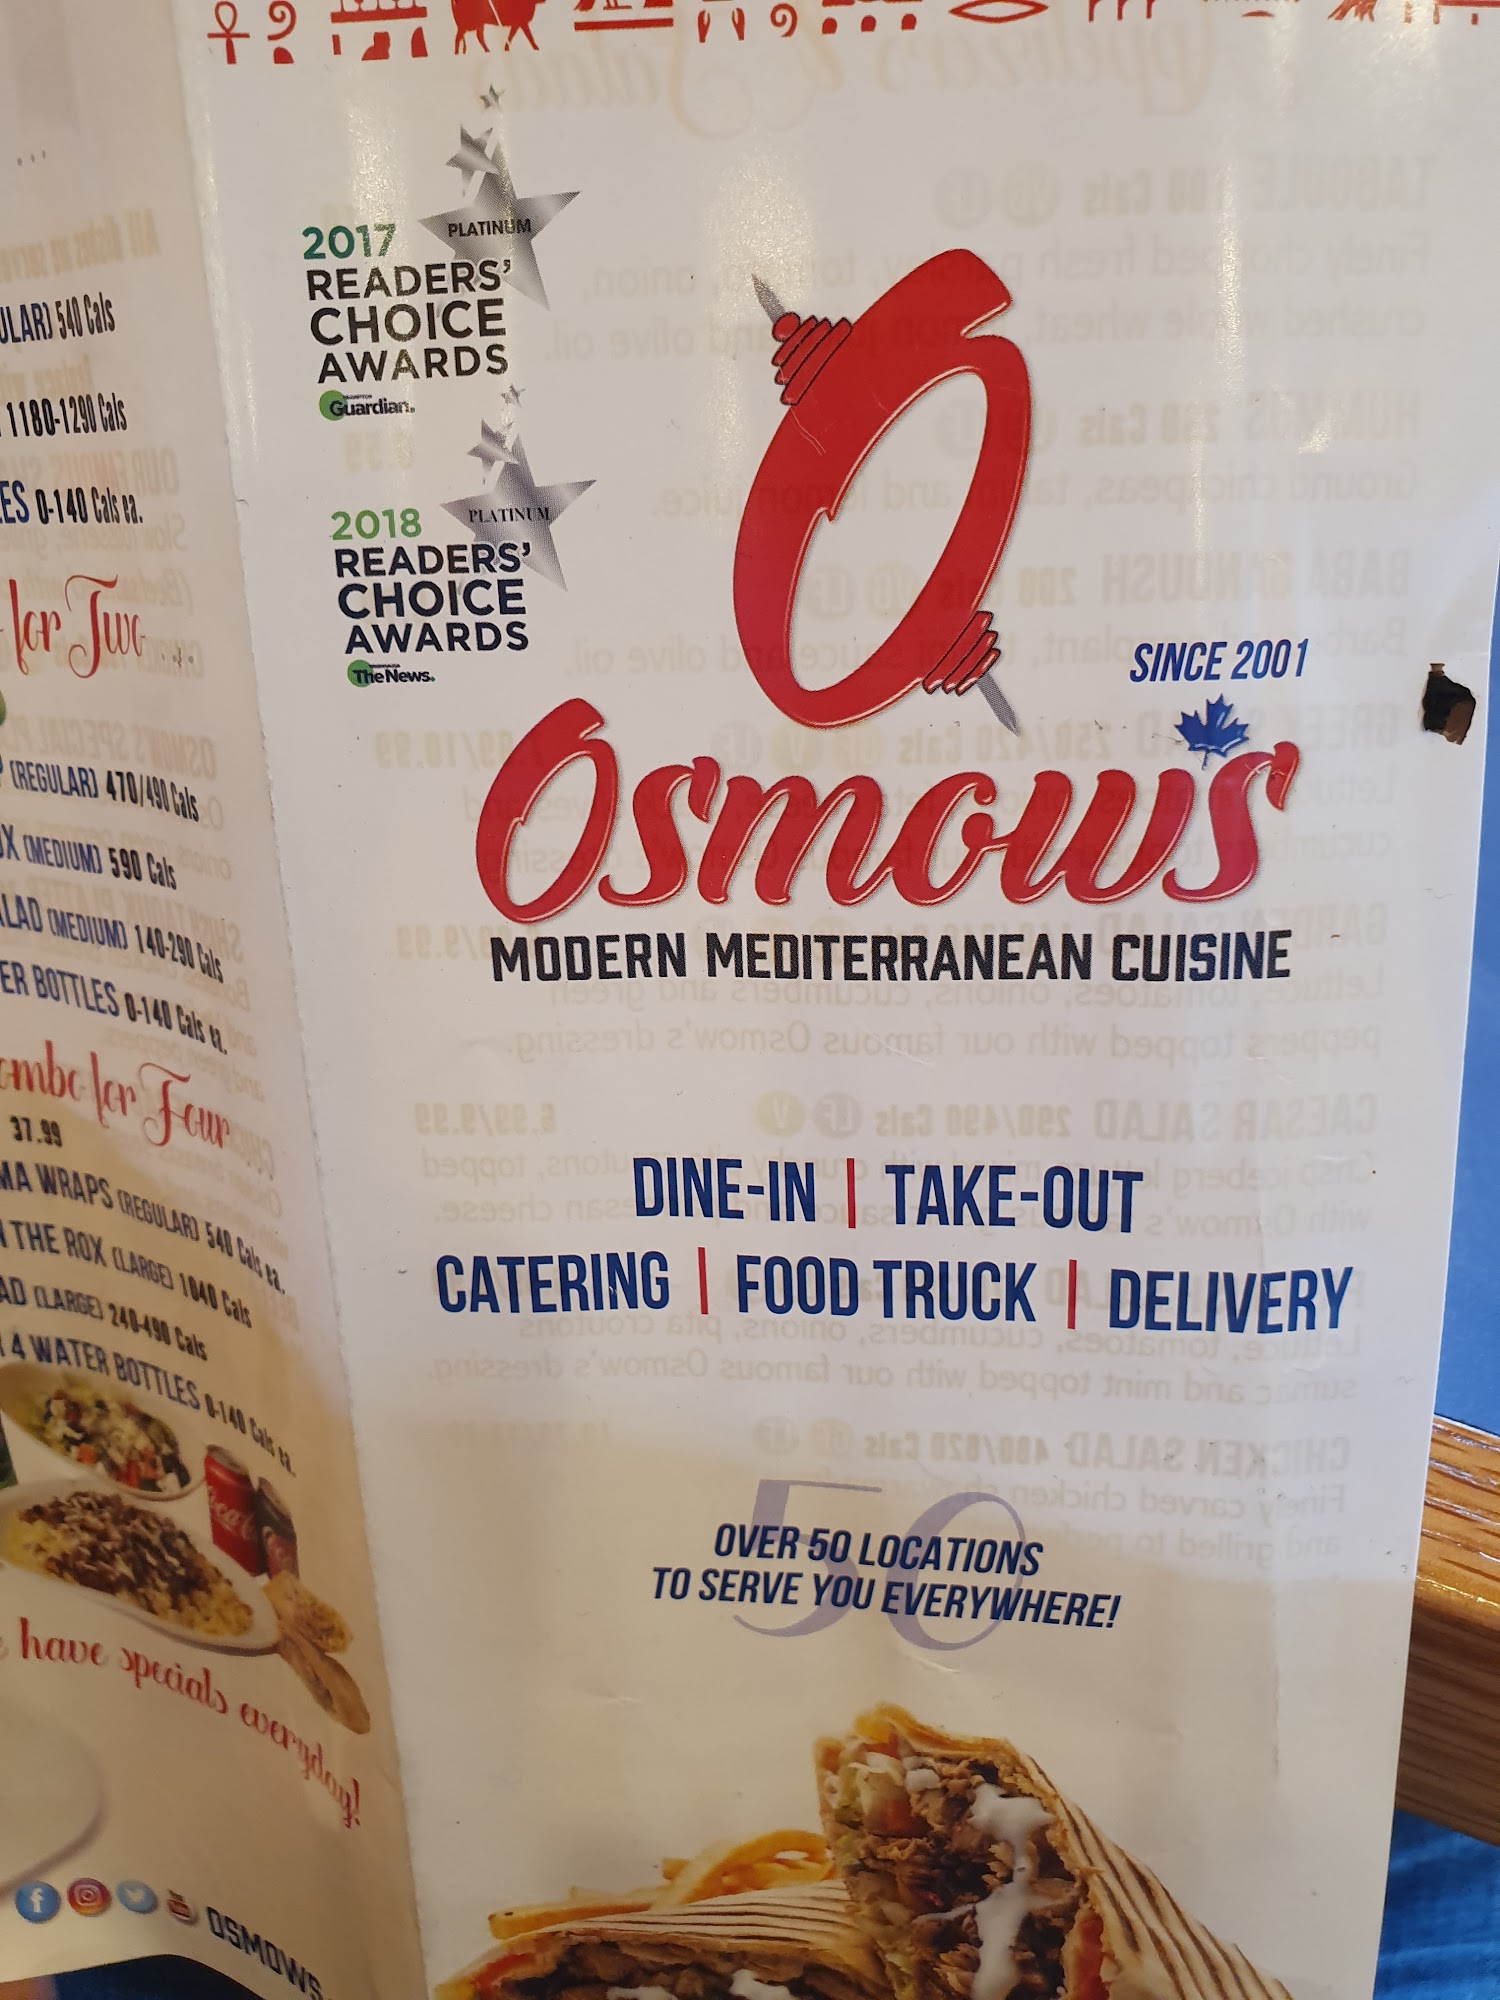 ULAR) 540 Cals
1180-1290 Cals
ES 0-140 Cals ea.
for Two
(REGULAR) 470/490 Cals
OX (MEDIUM) 590 Cals
LAD (MEDIUM) 140-290 Cals
ER BOTTLES 0-140 Cals ea.
ombo for Four
37.99
MA WRAPS (REGULAR) 540 Cals ea.
N THE ROX (LARGE) 1040 Cals
AD (LARGE) 240-490 Cals
4 WATER BOTTLES 0-140 Cals ea.
have specials everyday!
OSMOWS
2017
PLATINUM
READERS'
CHOICE
AWARDS
Guardian.
2018
PLATINUM
READERS'
CHOICE
AWARDS
The News.
SINCE 2001
Osmow's
MODERN MEDITERRANEAN CUISINE
DINE-IN | TAKE-OUT
CATERING | FOOD TRUCK | DELIVERY
50
OVER 50 LOCATIONS
TO SERVE YOU EVERYWHERE!